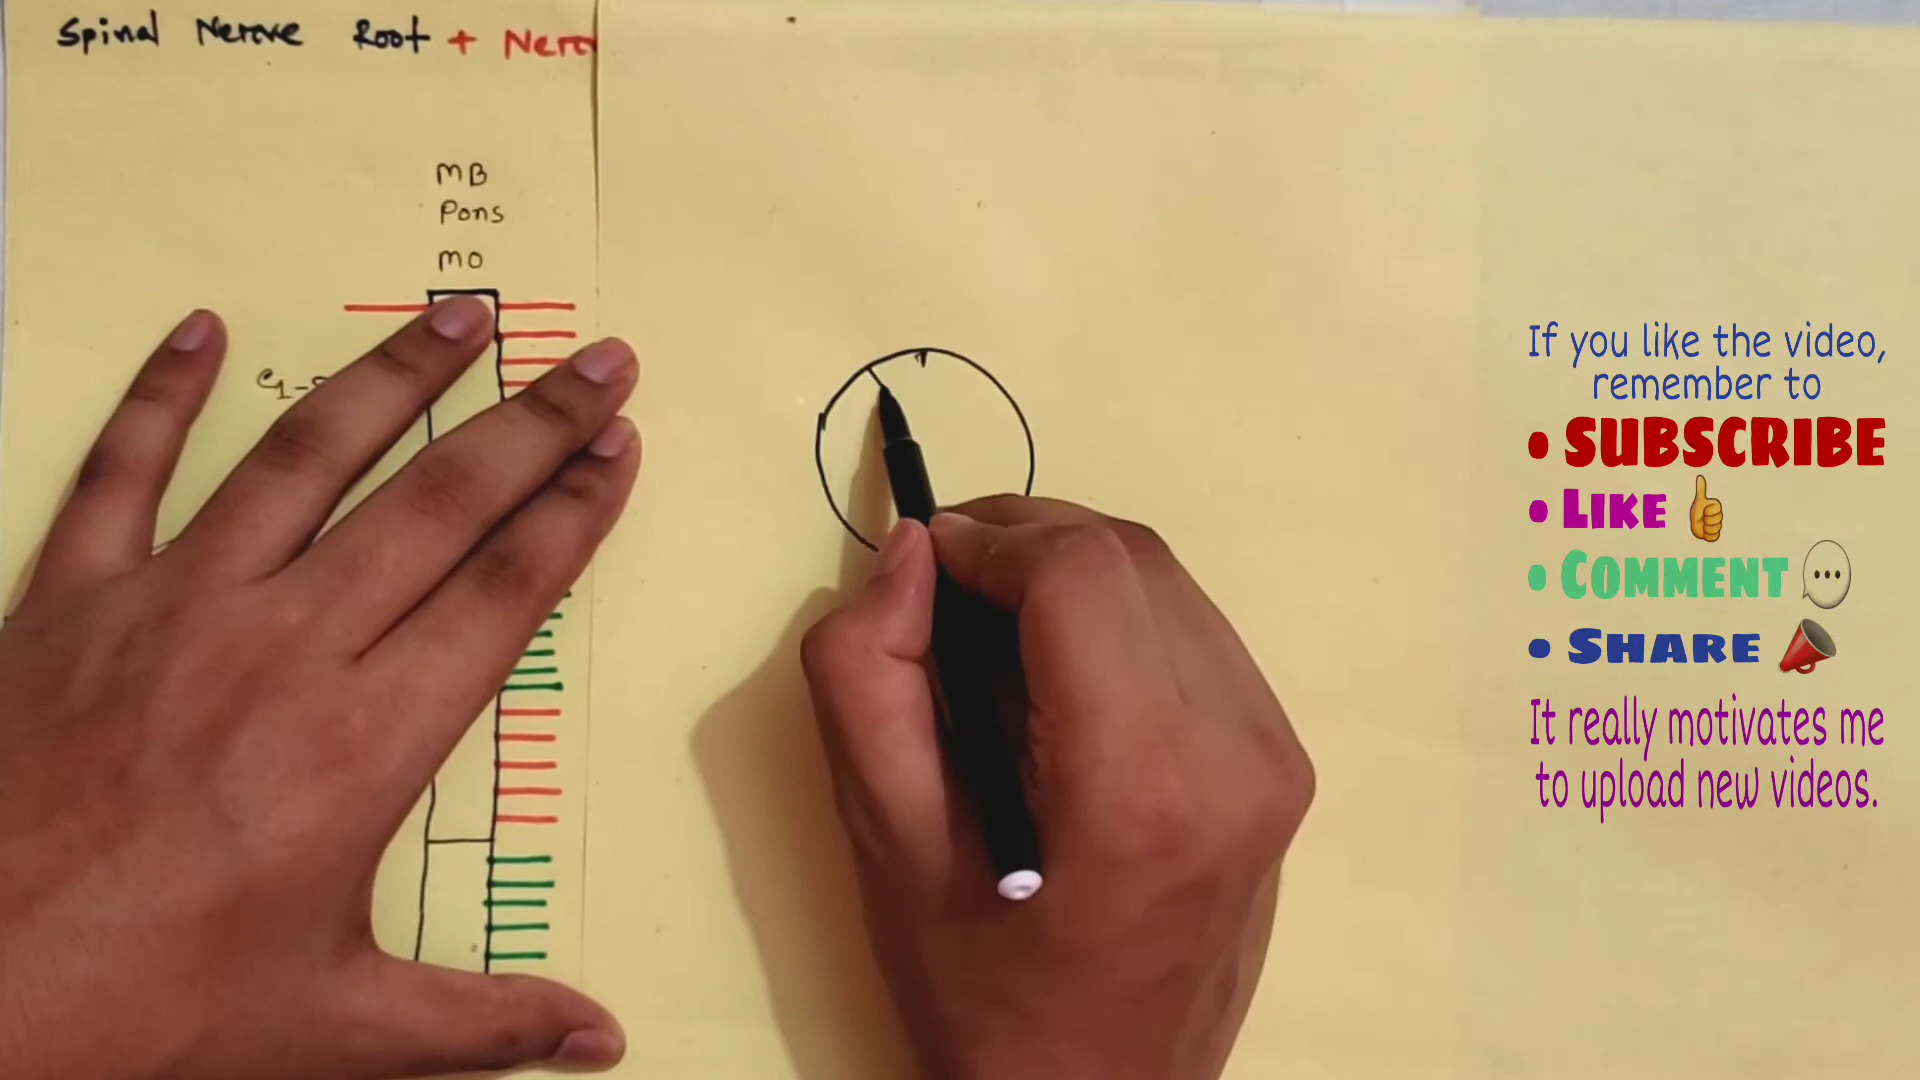 Spinal Nerve Root + Nerv
MB
Pons
MO
C1-
If you like the video,
remember to
• SUBSCRIBE
• LIKE
• COMMENT
• SHARE
It really motivates me
to upload new videos.